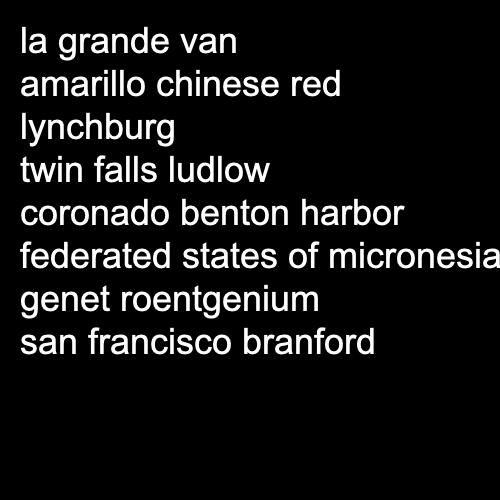 la grande van
amarillo chinese red
lynchburg
twin falls ludlow
coronado benton harbor
federated states of micronesia
genet roentgenium
san francisco branford